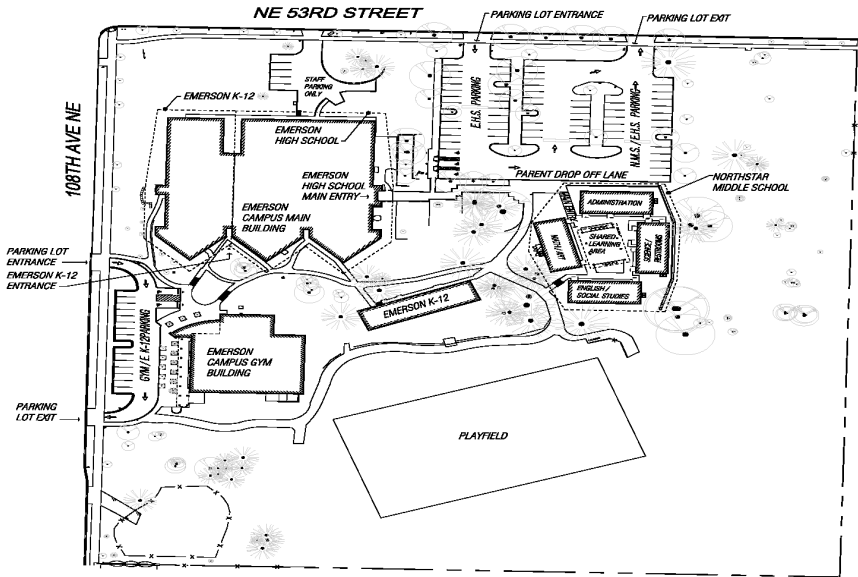 NE 53RD STREET
PARKING LOT ENTRANCE
PARKING LOT EXIT
STAFF
PARKING
ONLY
EMERSON K-12
E.H.S. PARKING
N.M.S. / E.H.S. PARKING
108TH AVE NE
EMERSON
HIGH SCHOOL
EMERSON
HIGH SCHOOL
MAIN ENTRY
PARENT DROP OFF LANE
NORTHSTAR
MIDDLE SCHOOL
ADMINISTRATION
EMERSON
CAMPUS MAIN
BUILDING
SHARED
LEARNING
AREA
ENGLISH /
SOCIAL STUDIES
PARKING LOT
ENTRANCE
EMERSON K-12
ENTRANCE
EMERSON K-12
GYM / E. K-12 PARKING
EMERSON
CAMPUS GYM
BUILDING
PARKING
LOT EXIT
PLAYFIELD